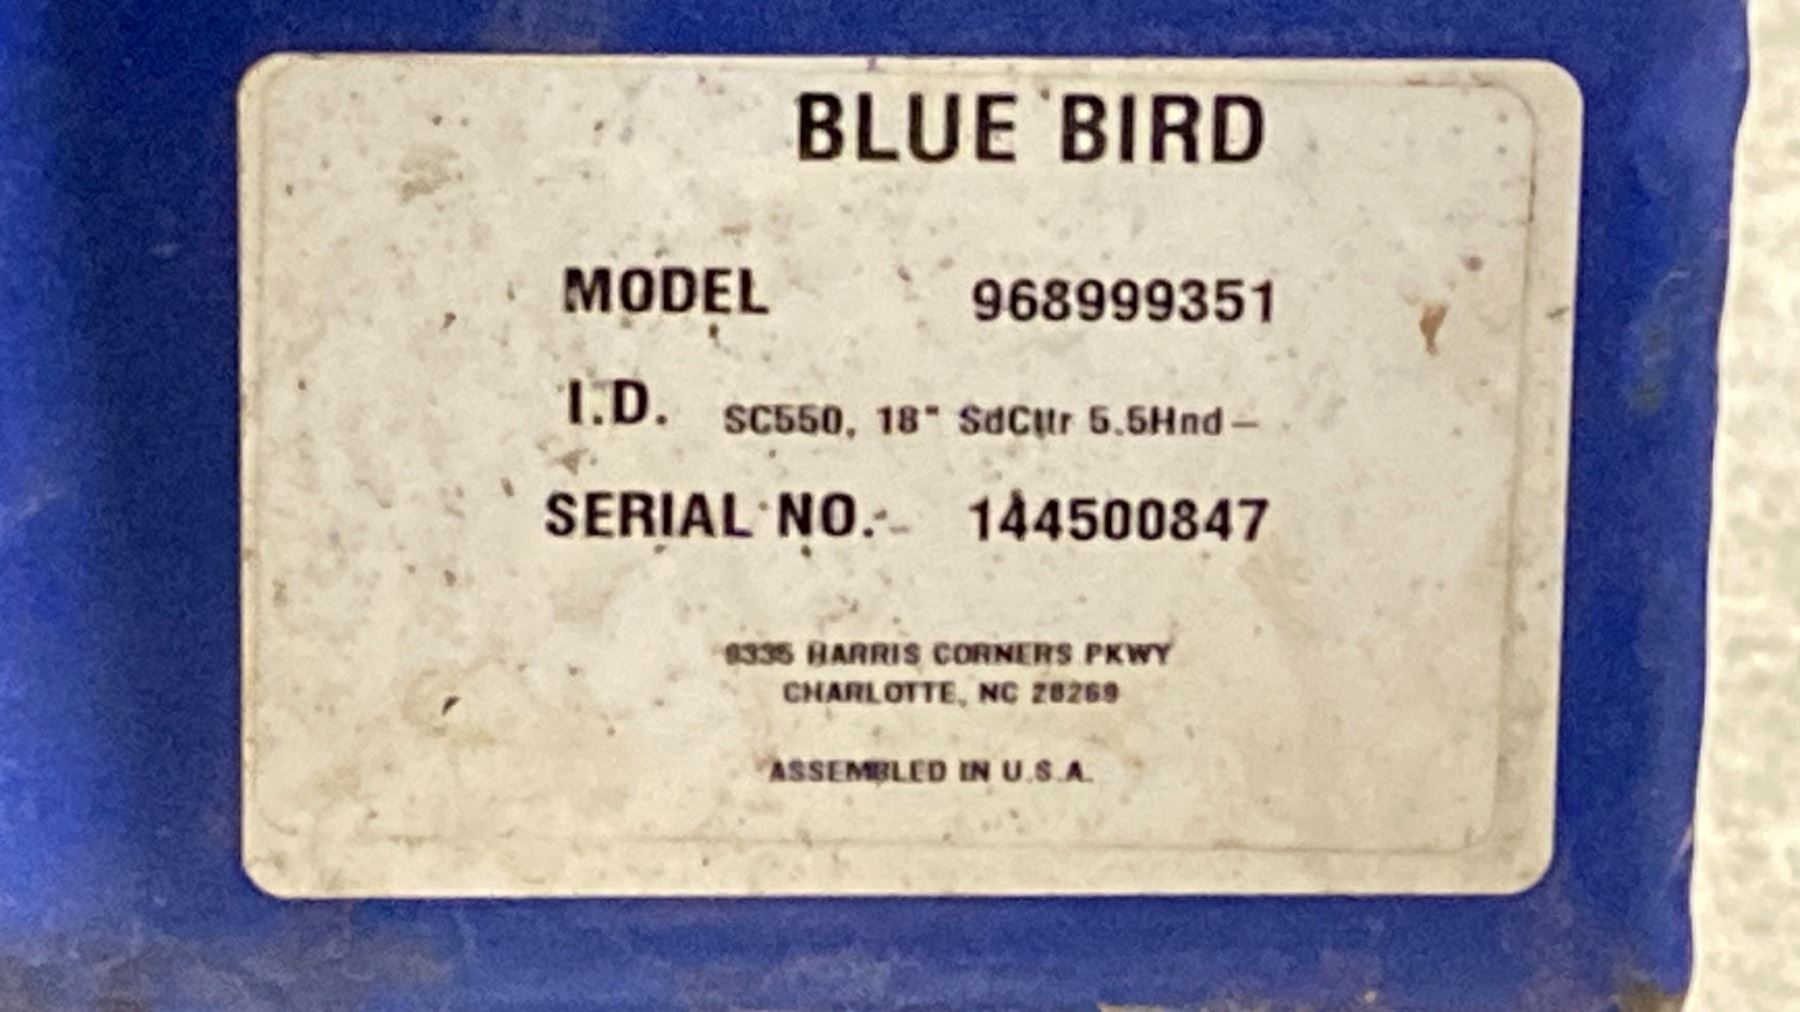 BLUE BIRD
MODEL 968999351
I.D. SC550, 18" SdCttr 5.5Hnd-
SERIAL NO. 144500847
HARRIS CORNERS PKWY
CHARLOTTE, NC 28269
ASSEMBLED IN U.S.A.